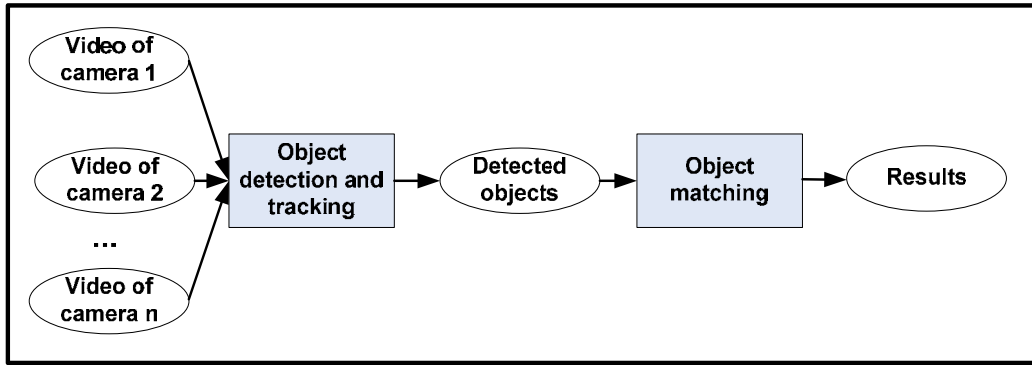 Video of
camera 1
Video of
camera 2
...
Video of
camera n
Object
detection and
tracking
Detected
objects
Object
matching
Results